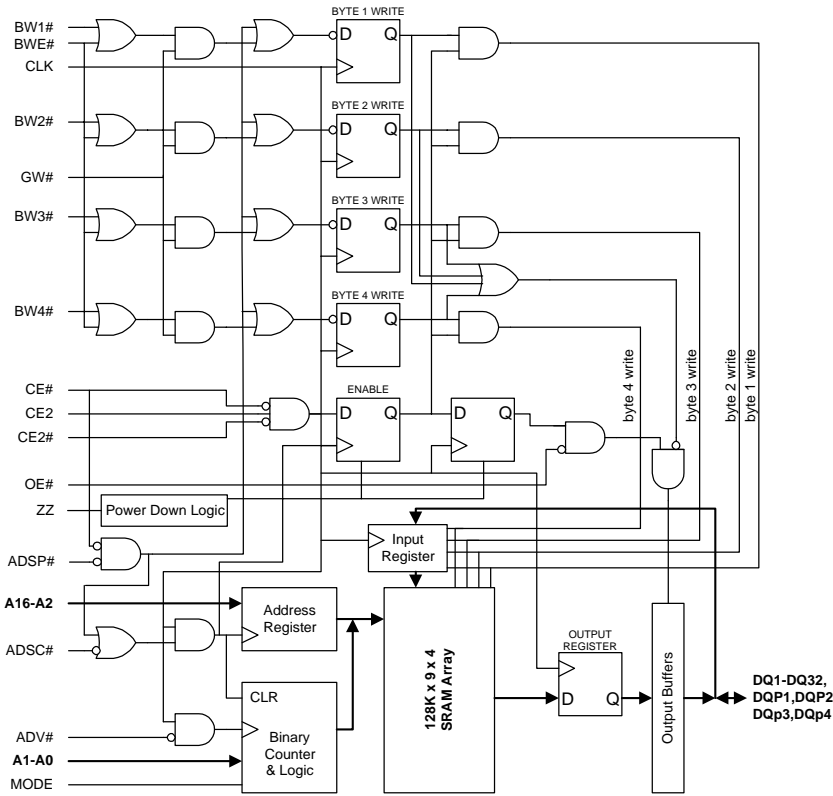 BYTE 1 WRITE
BW1#
BWE#
CLK
D Q
BYTE 2 WRITE
BW2#
D Q
GW#
BYTE 3 WRITE
BW3#
D Q
BYTE 4 WRITE
BW4#
D Q
byte 4 write
byte 3 write
byte 2 write
byte 1 write
CE#
CE2
CE2#
ENABLE
D Q
D Q
OE#
ZZ
Power Down Logic
Input
Register
ADSP#
A16-A2
Address
Register
ADSC#
128K x 9 x 4
SRAM Array
OUTPUT
REGISTER
D Q
Output Buffers
DQ1-DQ32,
DQP1,DQP2
DQp3,DQp4
CLR
Binary
Counter
& Logic
ADV#
A1-A0
MODE